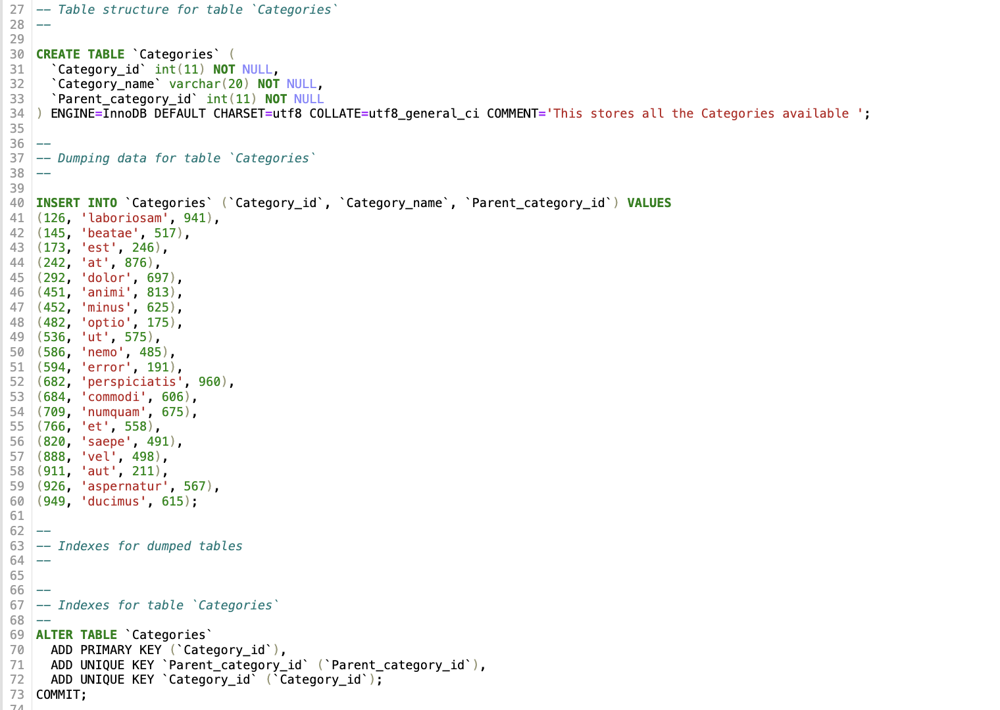 27 -- Table structure for table `Categories`
28 --
29
30 CREATE TABLE `Categories` (
31   `Category_id` int(11) NOT NULL,
32   `Category_name` varchar(20) NOT NULL,
33   `Parent_category_id` int(11) NOT NULL
34 ) ENGINE=InnoDB DEFAULT CHARSET=utf8 COLLATE=utf8_general_ci COMMENT='This stores all the Categories available ';
35
36 --
37 -- Dumping data for table `Categories`
38 --
39
40 INSERT INTO `Categories` (`Category_id`, `Category_name`, `Parent_category_id`) VALUES
41 (126, 'laboriosam', 941),
42 (145, 'beatae', 517),
43 (173, 'est', 246),
44 (242, 'at', 876),
45 (292, 'dolor', 697),
46 (451, 'animi', 813),
47 (452, 'minus', 625),
48 (482, 'optio', 175),
49 (536, 'ut', 575),
50 (586, 'nemo', 485),
51 (594, 'error', 191),
52 (682, 'perspiciatis', 960),
53 (684, 'commodi', 606),
54 (709, 'numquam', 675),
55 (766, 'et', 558),
56 (820, 'saepe', 491),
57 (888, 'vel', 498),
58 (911, 'aut', 211),
59 (926, 'aspernatur', 567),
60 (949, 'ducimus', 615);
61
62 --
63 -- Indexes for dumped tables
64 --
65
66 --
67 -- Indexes for table `Categories`
68 --
69 ALTER TABLE `Categories`
70   ADD PRIMARY KEY (`Category_id`),
71   ADD UNIQUE KEY `Parent_category_id` (`Parent_category_id`),
72   ADD UNIQUE KEY `Category_id` (`Category_id`);
73 COMMIT;
74